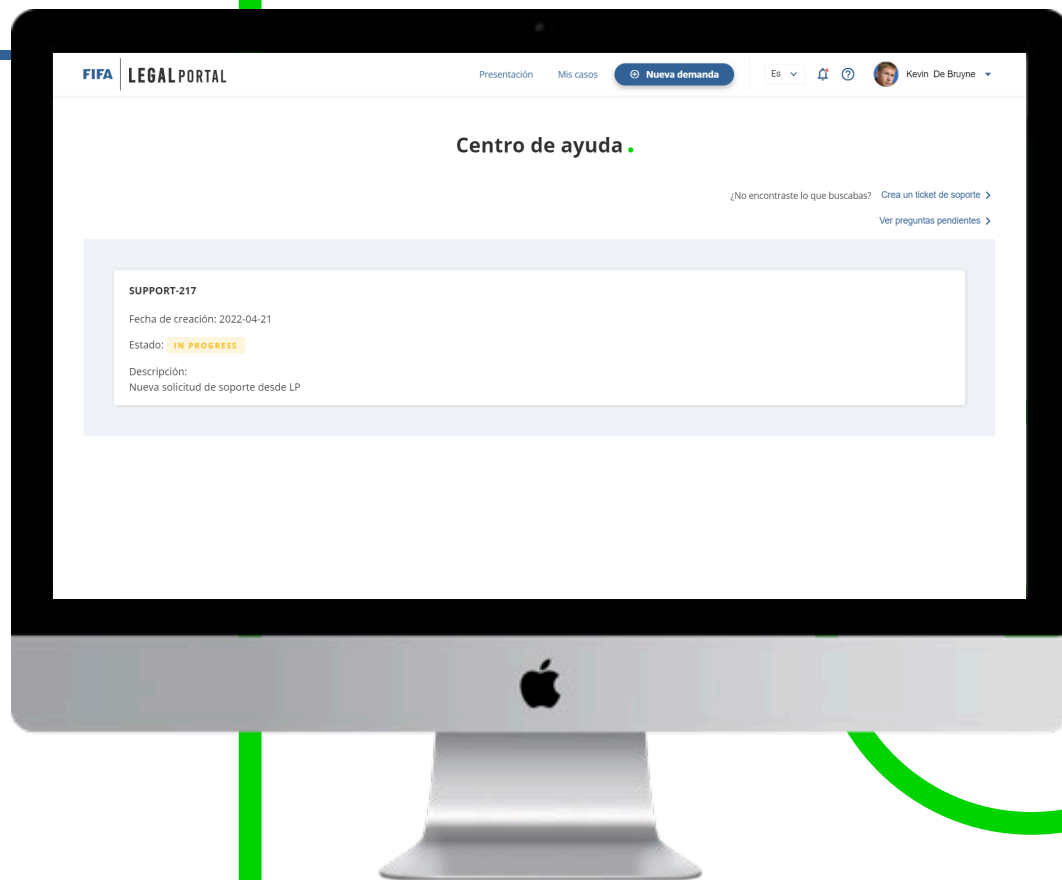 FIFA LEGALPORTAL
Presentación Mis casos Nueva demanda Es Kevin De Bruyne
Centro de ayuda.
¿No encontraste lo que buscabas? Crea un ticket de soporte
Ver preguntas pendientes
SUPPORT-217
Fecha de creación: 2022-04-21
Estado: IN PROGRESS
Descripción:
Nueva solicitud de soporte desde LP